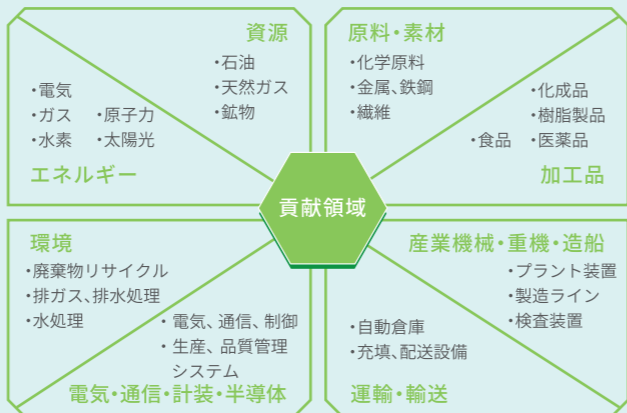 資源
・石油
・天然ガス
・鉱物
・電気
・ガス ・原子力
・水素 ・太陽光
エネルギー
原料・素材
・化学原料
・金属、鉄鋼
・繊維
・化成品
・樹脂製品
・食品 ・医薬品
加工品
貢献領域
環境
・廃棄物リサイクル
・排ガス、排水処理
・水処理
・電気、通信、制御
・生産、品質管理
システム
電気・通信・計装・半導体
産業機械・重機・造船
・プラント装置
・製造ライン
・検査装置
・自動倉庫
・充填、配送設備
運輸・輸送